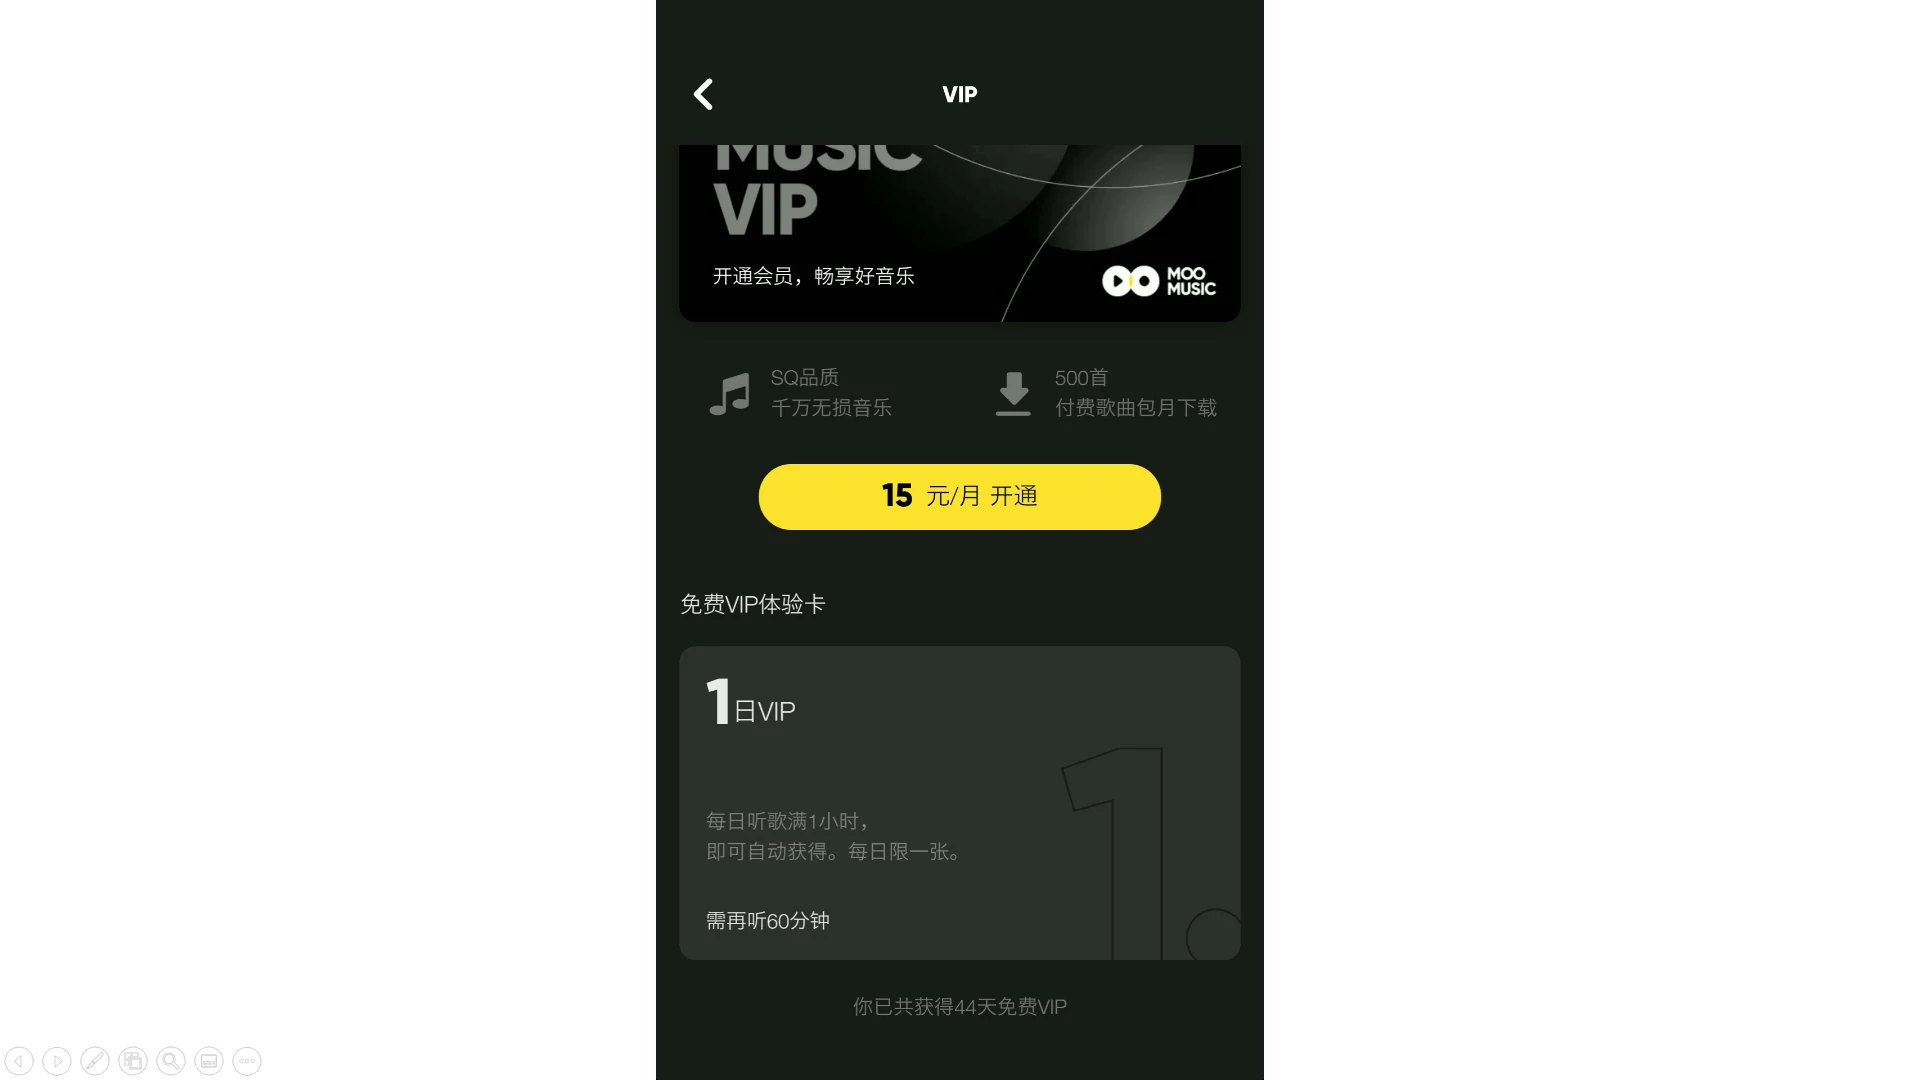 VIP
MUSIC
VIP
开通会员，畅享好音乐
MOO
MUSIC
SQ品质
千万无损音乐
500首
付费歌曲包月下载
15 元/月 开通
免费VIP体验卡
1日VIP
每日听歌满1小时，
即可自动获得。每日限一张。
需再听60分钟
1.
你已共获得44天免费VIP